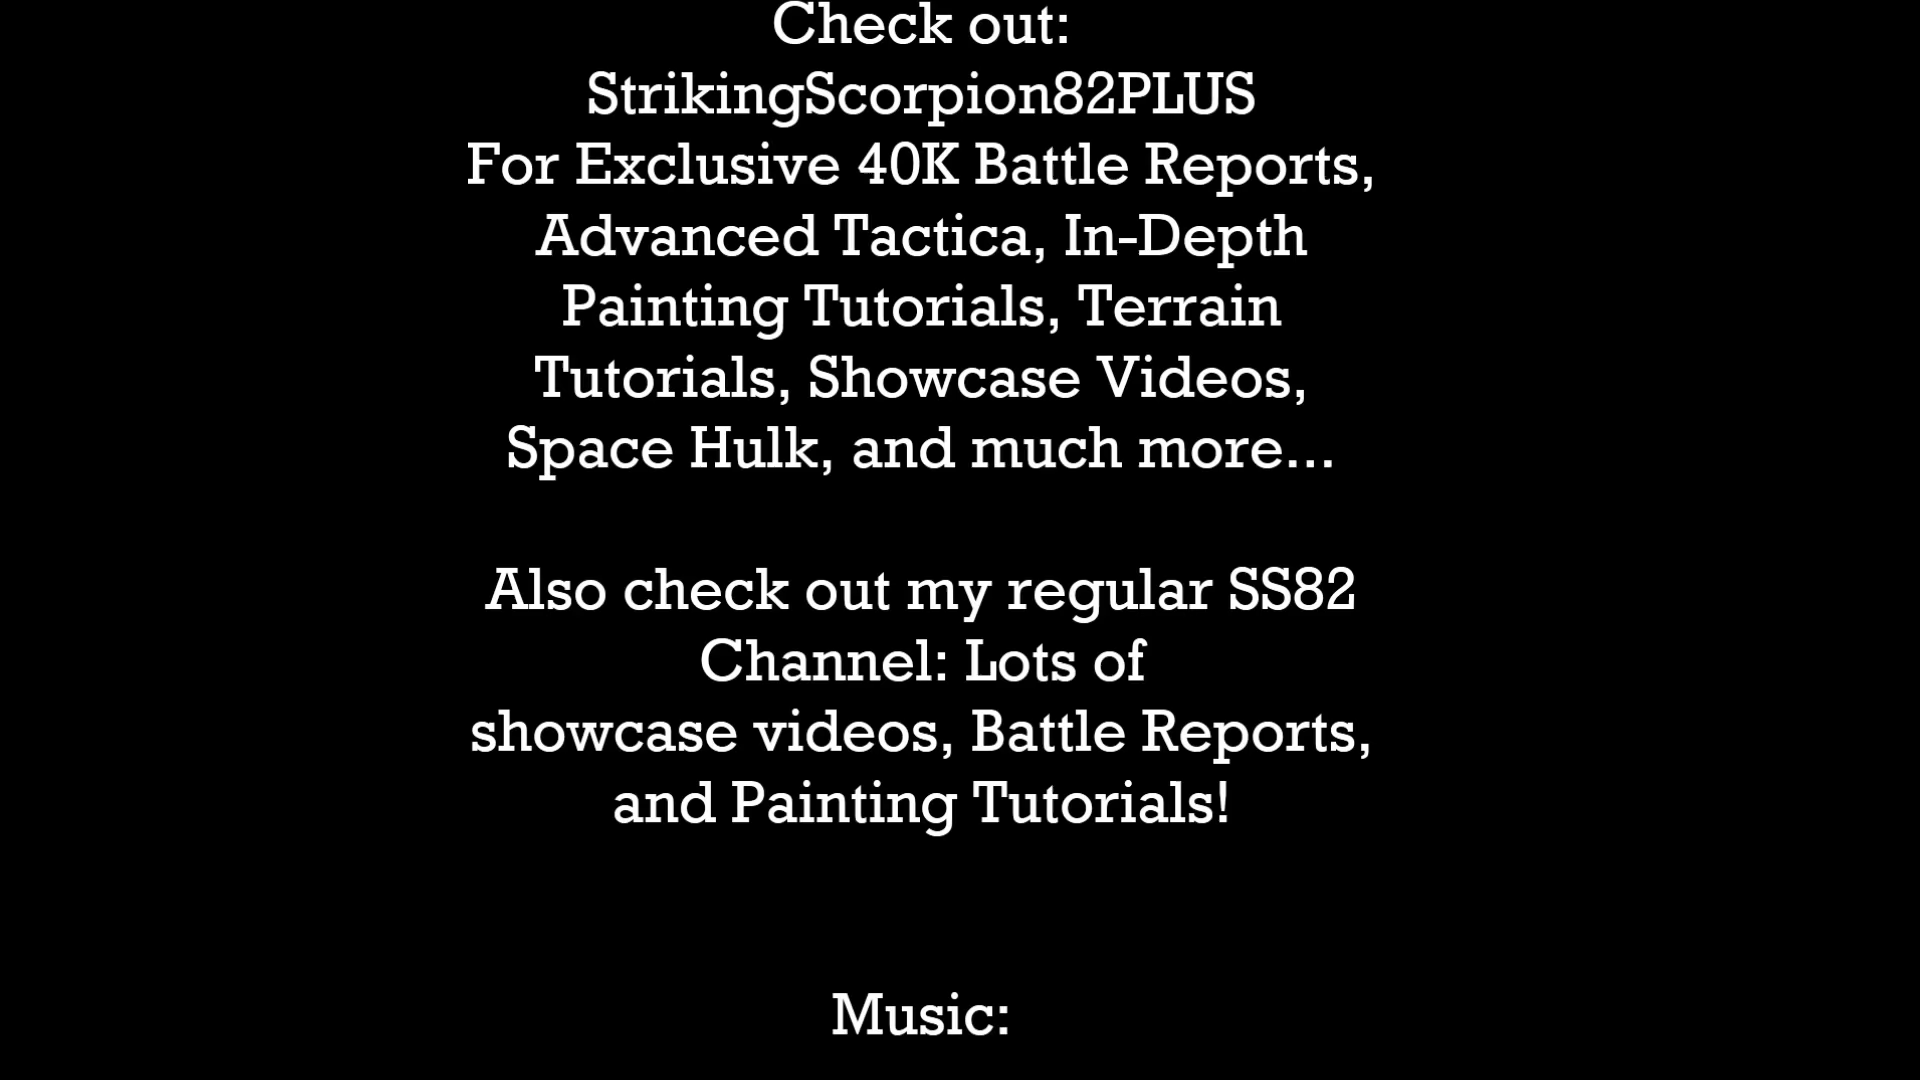 Check out:
StrikingScorpion82PLUS
For Exclusive 40K Battle Reports,
Advanced Tactica, In-Depth
Painting Tutorials, Terrain
Tutorials, Showcase Videos,
Space Hulk, and much more...
Also check out my regular SS82
Channel: Lots of
showcase videos, Battle Reports,
and Painting Tutorials!
Music: